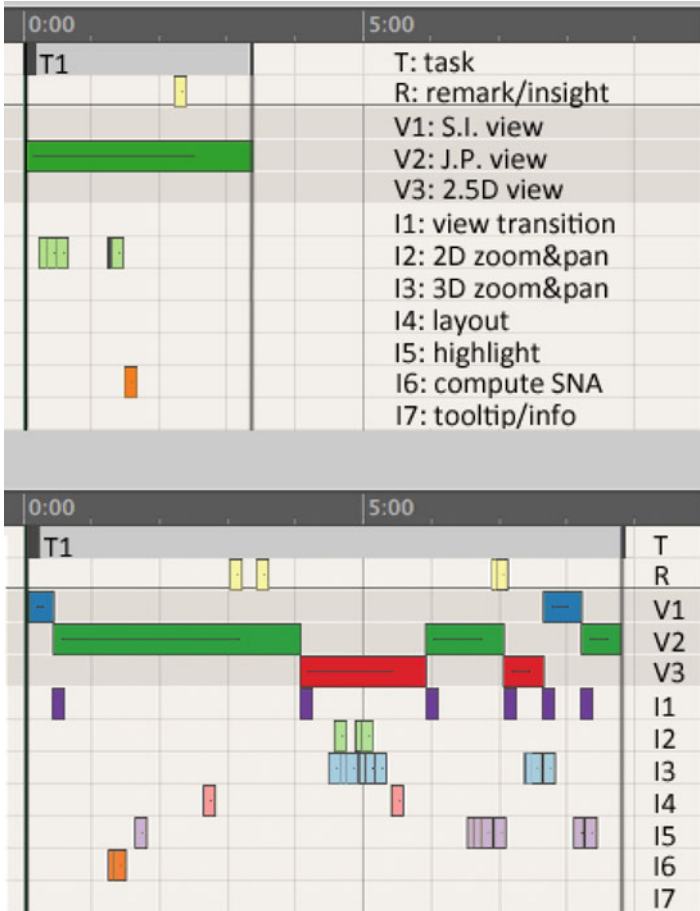 0:00 5:00
T1 T: task
R: remark/insight
V1: S.I. view
V2: J.P. view
V3: 2.5D view
I1: view transition
I2: 2D zoom&pan
I3: 3D zoom&pan
I4: layout
I5: highlight
I6: compute SNA
I7: tooltip/info
0:00 5:00
T1 T
R
V1
V2
V3
I1
I2
I3
I4
I5
I6
I7